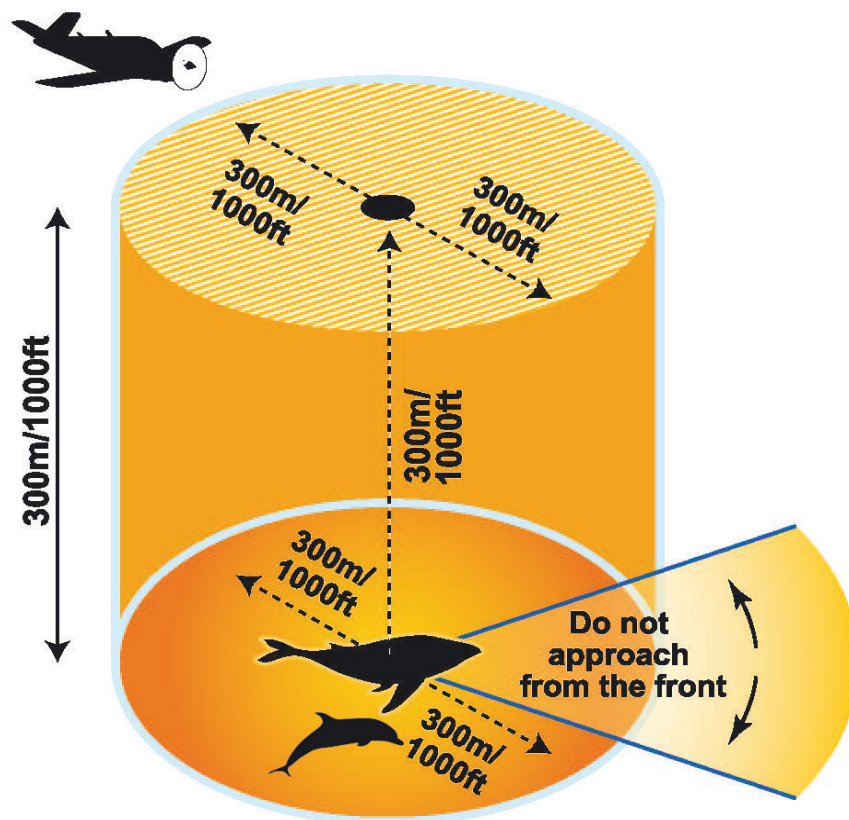 300m/
1000ft
300m/
1000ft
300m/1000ft
300m/
1000ft
300m/
1000ft
Do not
approach
from the front
300m/
1000ft